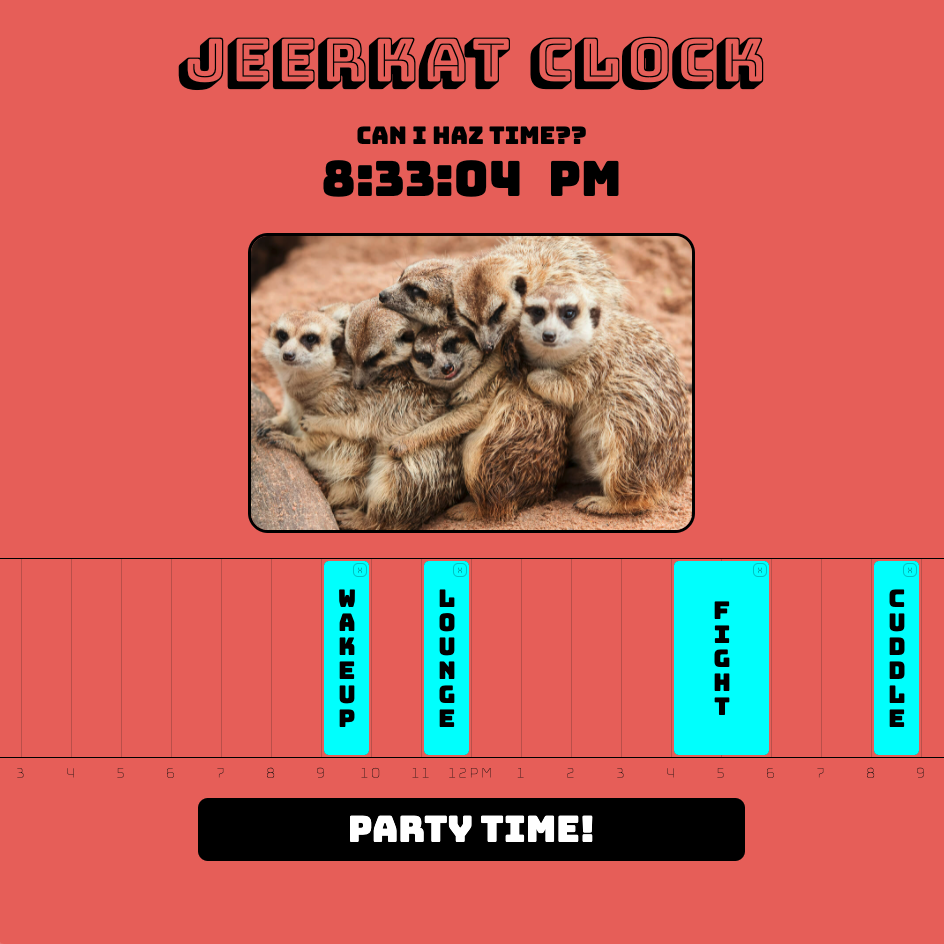 JEERKAT CLOCK
CAN I HAZ TIME??
8:33:04 PM
X X X X
WAKEUP
LOUNGE
FIGHT
CUDDLE
3 4 5 6 7 8 9 10 11 12PM 1 2 3 4 5 6 7 8 9
PARTY TIME!